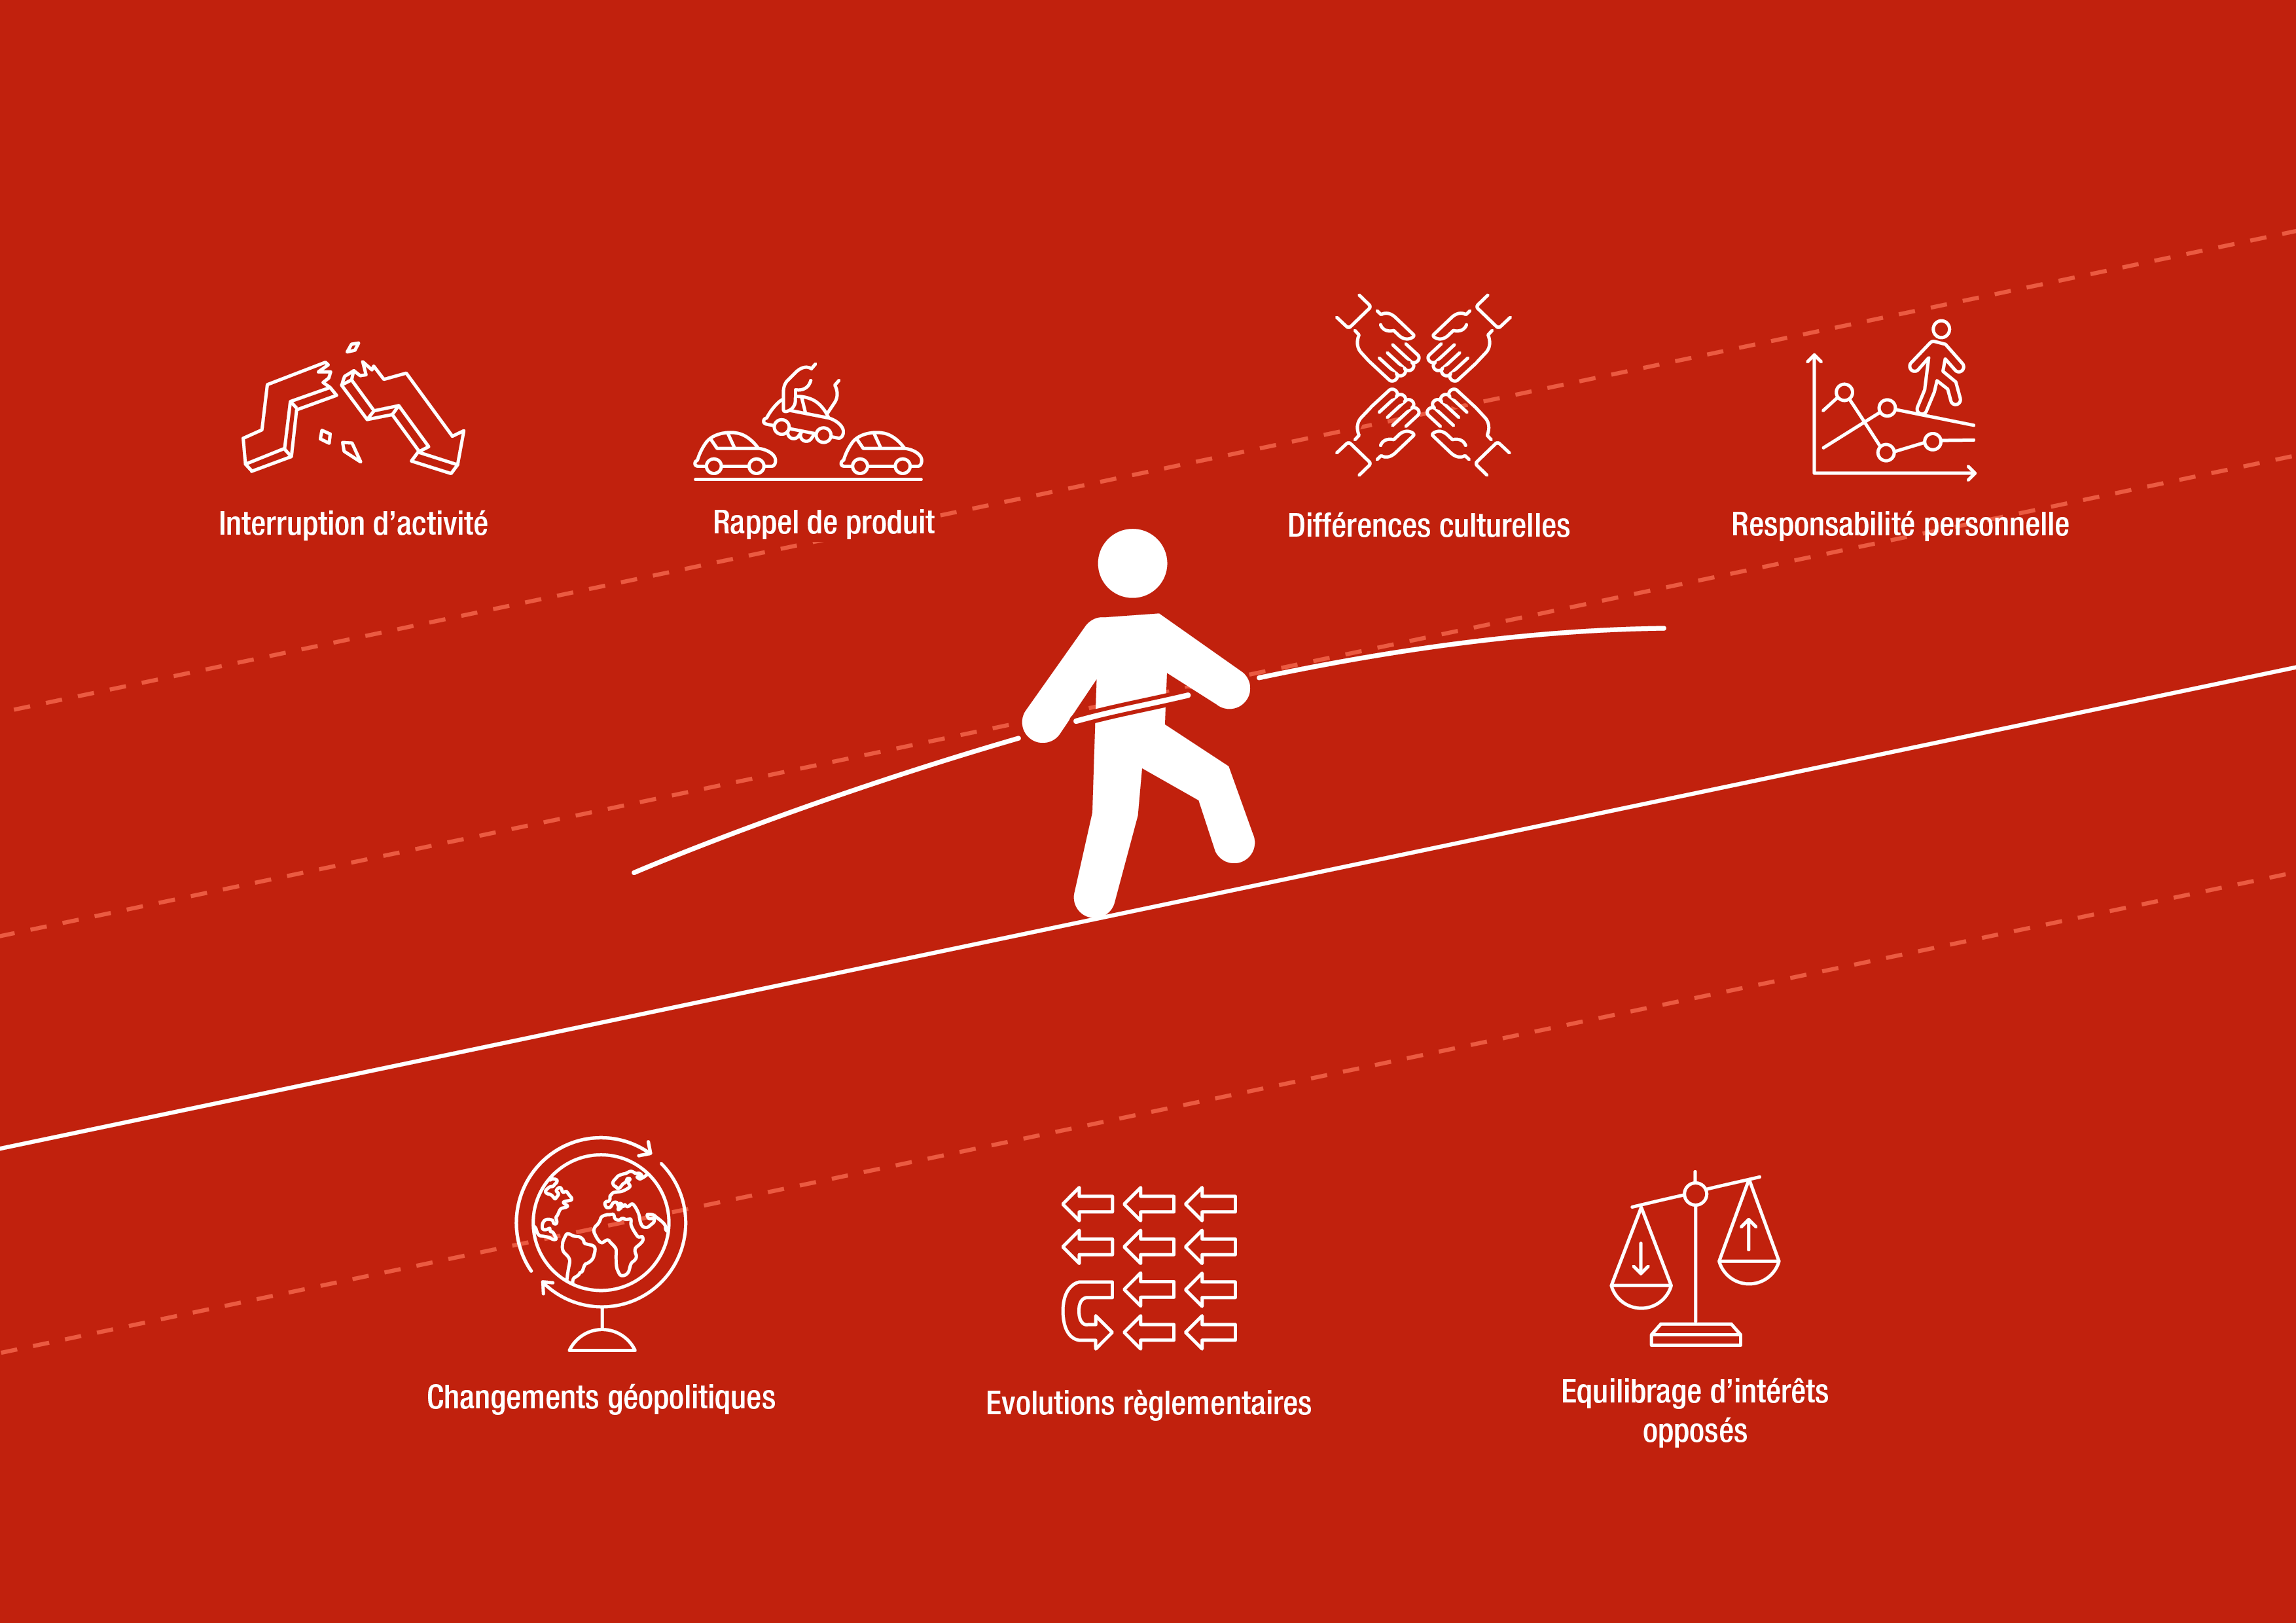 Interruption d’activité
Rappel de produit
Différences culturelles
Responsabilité personnelle
Changements géopolitiques
Evolutions règlementaires
Equilibrage d’intérêts
opposés